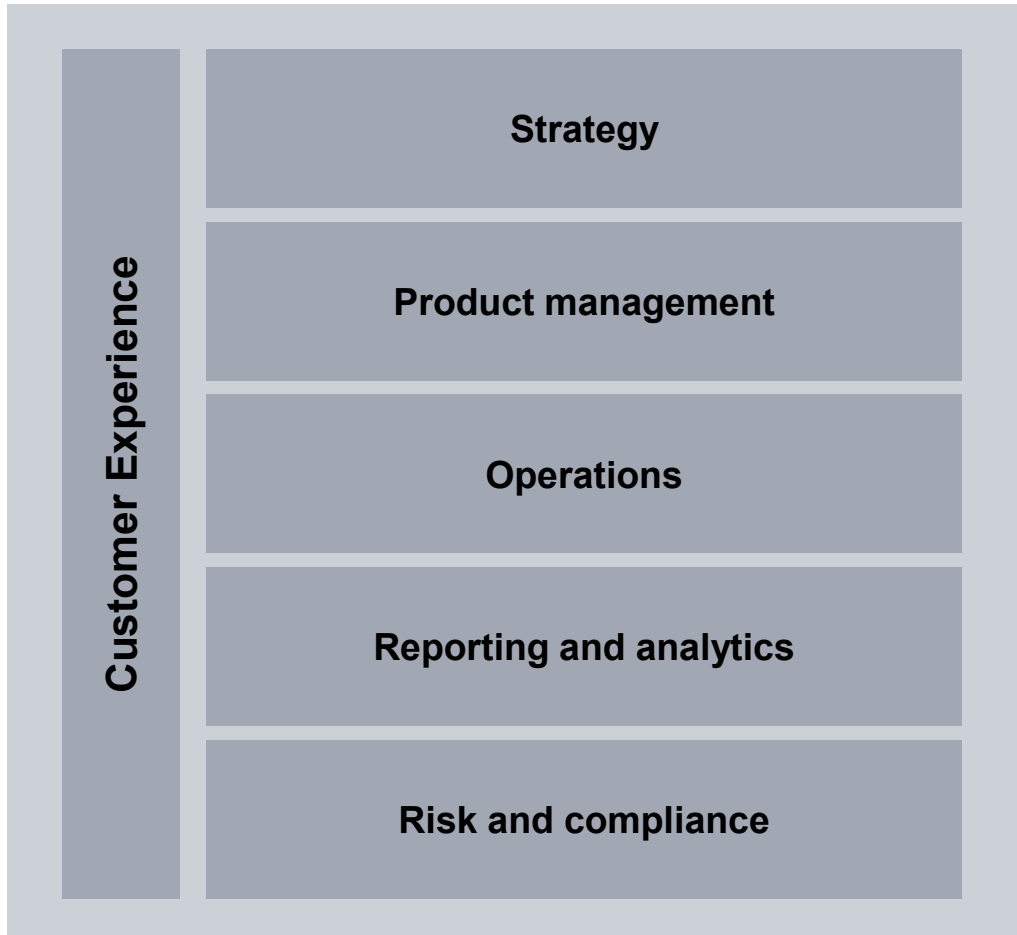 Customer Experience
Strategy
Product management
Operations
Reporting and analytics
Risk and compliance